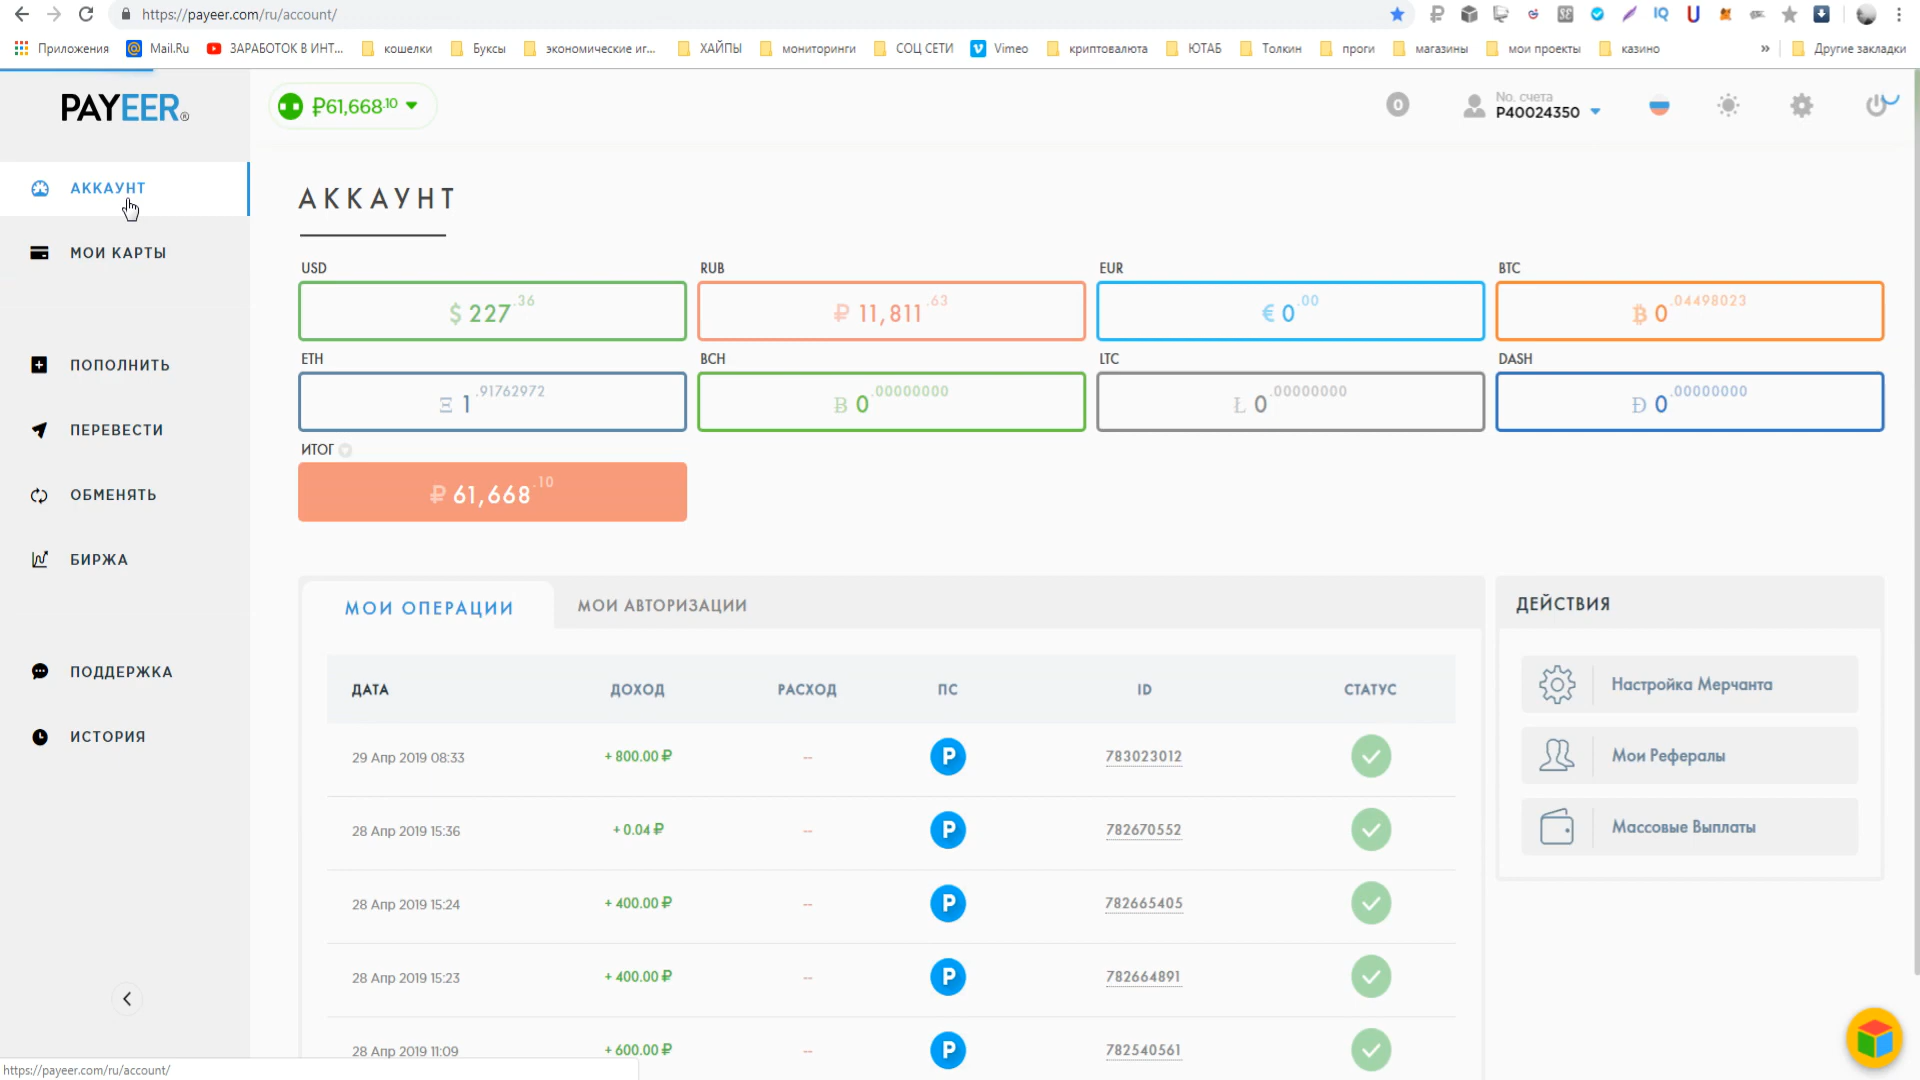 https://payeer.com/ru/account/
Приложения
Mail.Ru
ЗАРАБОТОК В ИНТ...
кошелки
Буксы
экономические иг...
ХАЙПЫ
мониторинги
СОЦ СЕТИ
Vimeo
криптовалюта
ЮТАБ
Толкин
проги
магазины
мои проекты
казино
»
Другие закладки
PAYEER®
₽61,668.10
0
No. счета
P40024350
АККАУНТ
МОИ КАРТЫ
ПОПОЛНИТЬ
ПЕРЕВЕСТИ
ОБМЕНЯТЬ
БИРЖА
ПОДДЕРЖКА
ИСТОРИЯ
АККАУНТ
USD
RUB
EUR
BTC
$ 227.36
₽ 11,811.63
€ 0.00
₿ 0.04498023
ETH
BCH
LTC
DASH
Ξ 1.91762972
Ƀ 0.00000000
Ł 0.00000000
Đ 0.00000000
ИТОГ
₽ 61,668.10
МОИ ОПЕРАЦИИ
МОИ АВТОРИЗАЦИИ
ДАТА ДОХОД РАСХОД ПС ID СТАТУС
29 Апр 2019 08:33 + 800.00 ₽ -- P 783023012
28 Апр 2019 15:36 + 0.04 ₽ -- P 782670552
28 Апр 2019 15:24 + 400.00 ₽ -- P 782665405
28 Апр 2019 15:23 + 400.00 ₽ -- P 782664891
28 Апр 2019 11:09 + 600.00 ₽ -- P 782540561
ДЕЙСТВИЯ
Настройка Мерчанта
Мои Рефералы
Массовые Выплаты
https://payeer.com/ru/account/